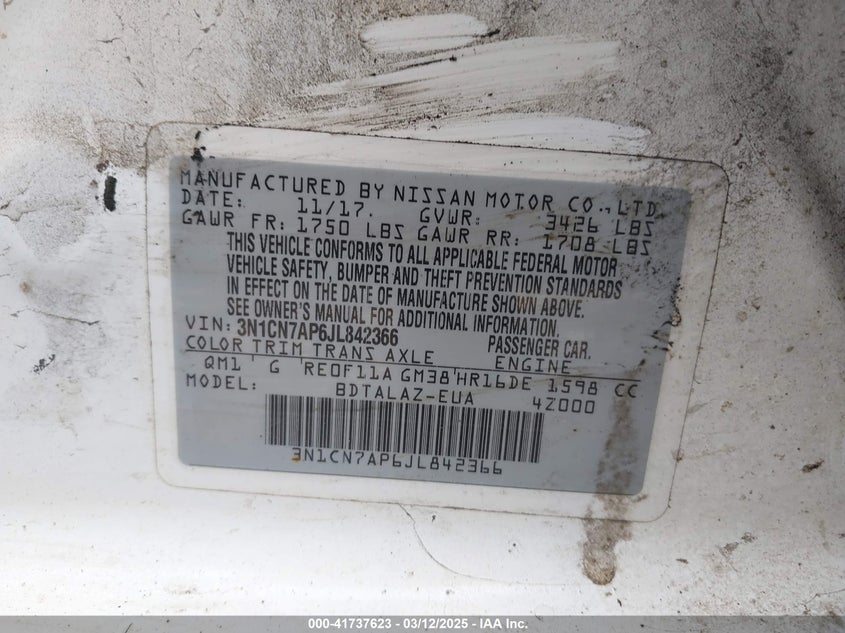 MANUFACTURED BY NISSAN MOTOR CO., LTD.
DATE: 11/17. GVWR: 3426 LBS
GAWR FR: 1750 LBS GAWR RR: 1708 LBS
THIS VEHICLE CONFORMS TO ALL APPLICABLE FEDERAL MOTOR
VEHICLE SAFETY, BUMPER AND THEFT PREVENTION STANDARDS
IN EFFECT ON THE DATE OF MANUFACTURE SHOWN ABOVE.
SEE OWNER'S MANUAL FOR ADDITIONAL INFORMATION.
VIN: 3N1CN7AP6JL842366 PASSENGER CAR.
COLOR TRIM TRANS AXLE ENGINE
QM1 ' G ' RE0F11A GM38'HR16DE 1598 CC
MODEL: BDTALAZ-EUA 4Z000
3N1CN7AP6JL842366
000-41737623 - 03/12/2025 - IAA Inc.